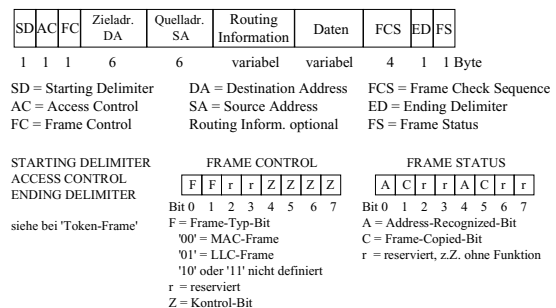 SD AC FC Zieladr. DA Quelladr. SA Routing Information Daten FCS ED FS
1 1 1 6 6 variabel variabel 4 1 1 Byte
SD = Starting Delimiter DA = Destination Address FCS = Frame Check Sequence
AC = Access Control SA = Source Address ED = Ending Delimiter
FC = Frame Control Routing Inform. optional FS = Frame Status
STARTING DELIMITER
ACCESS CONTROL
ENDING DELIMITER
siehe bei 'Token-Frame'
FRAME CONTROL
F F r r Z Z Z Z
Bit 0 1 2 3 4 5 6 7
F = Frame-Typ-Bit
'00' = MAC-Frame
'01' = LLC-Frame
'10' oder '11' nicht definiert
r = reserviert
Z = Kontrol-Bit
FRAME STATUS
A C r r A C r r
Bit 0 1 2 3 4 5 6 7
A = Address-Recognized-Bit
C = Frame-Copied-Bit
r = reserviert, z.Z. ohne Funktion